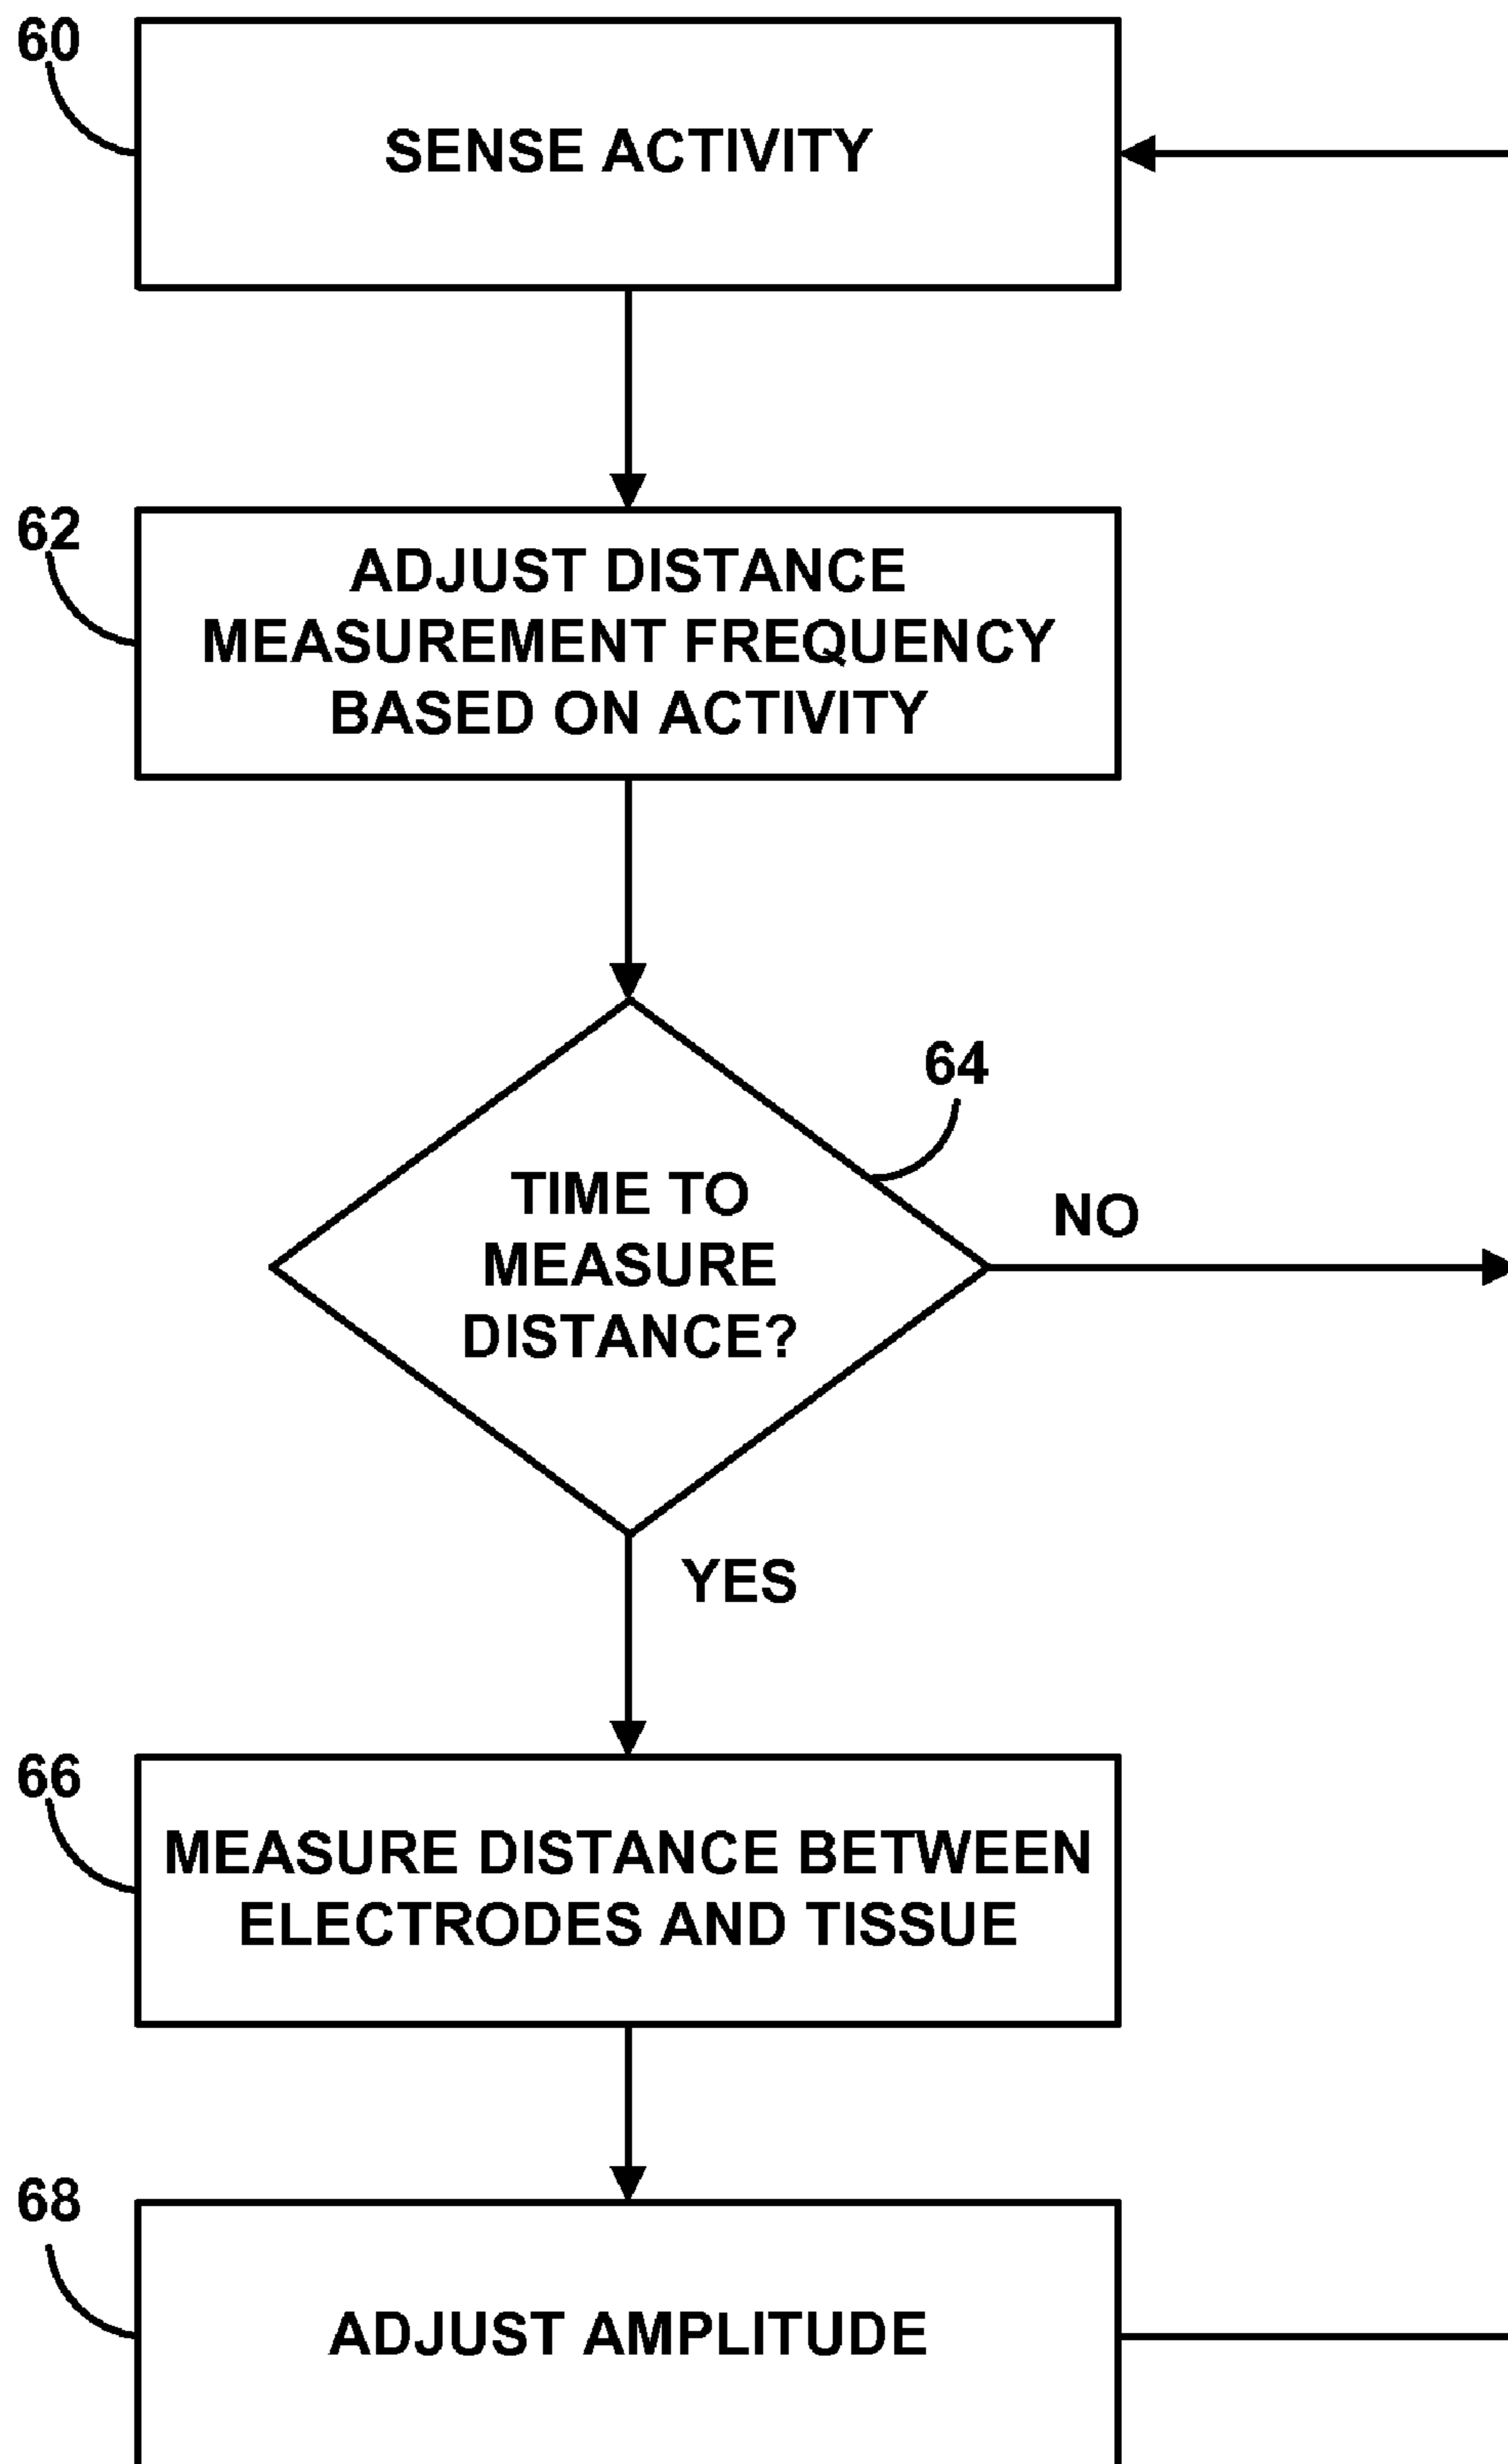 60
SENSE ACTIVITY
62
ADJUST DISTANCE
MEASUREMENT FREQUENCY
BASED ON ACTIVITY
64
TIME TO
MEASURE
DISTANCE?
NO
YES
66
MEASURE DISTANCE BETWEEN
ELECTRODES AND TISSUE
68
ADJUST AMPLITUDE